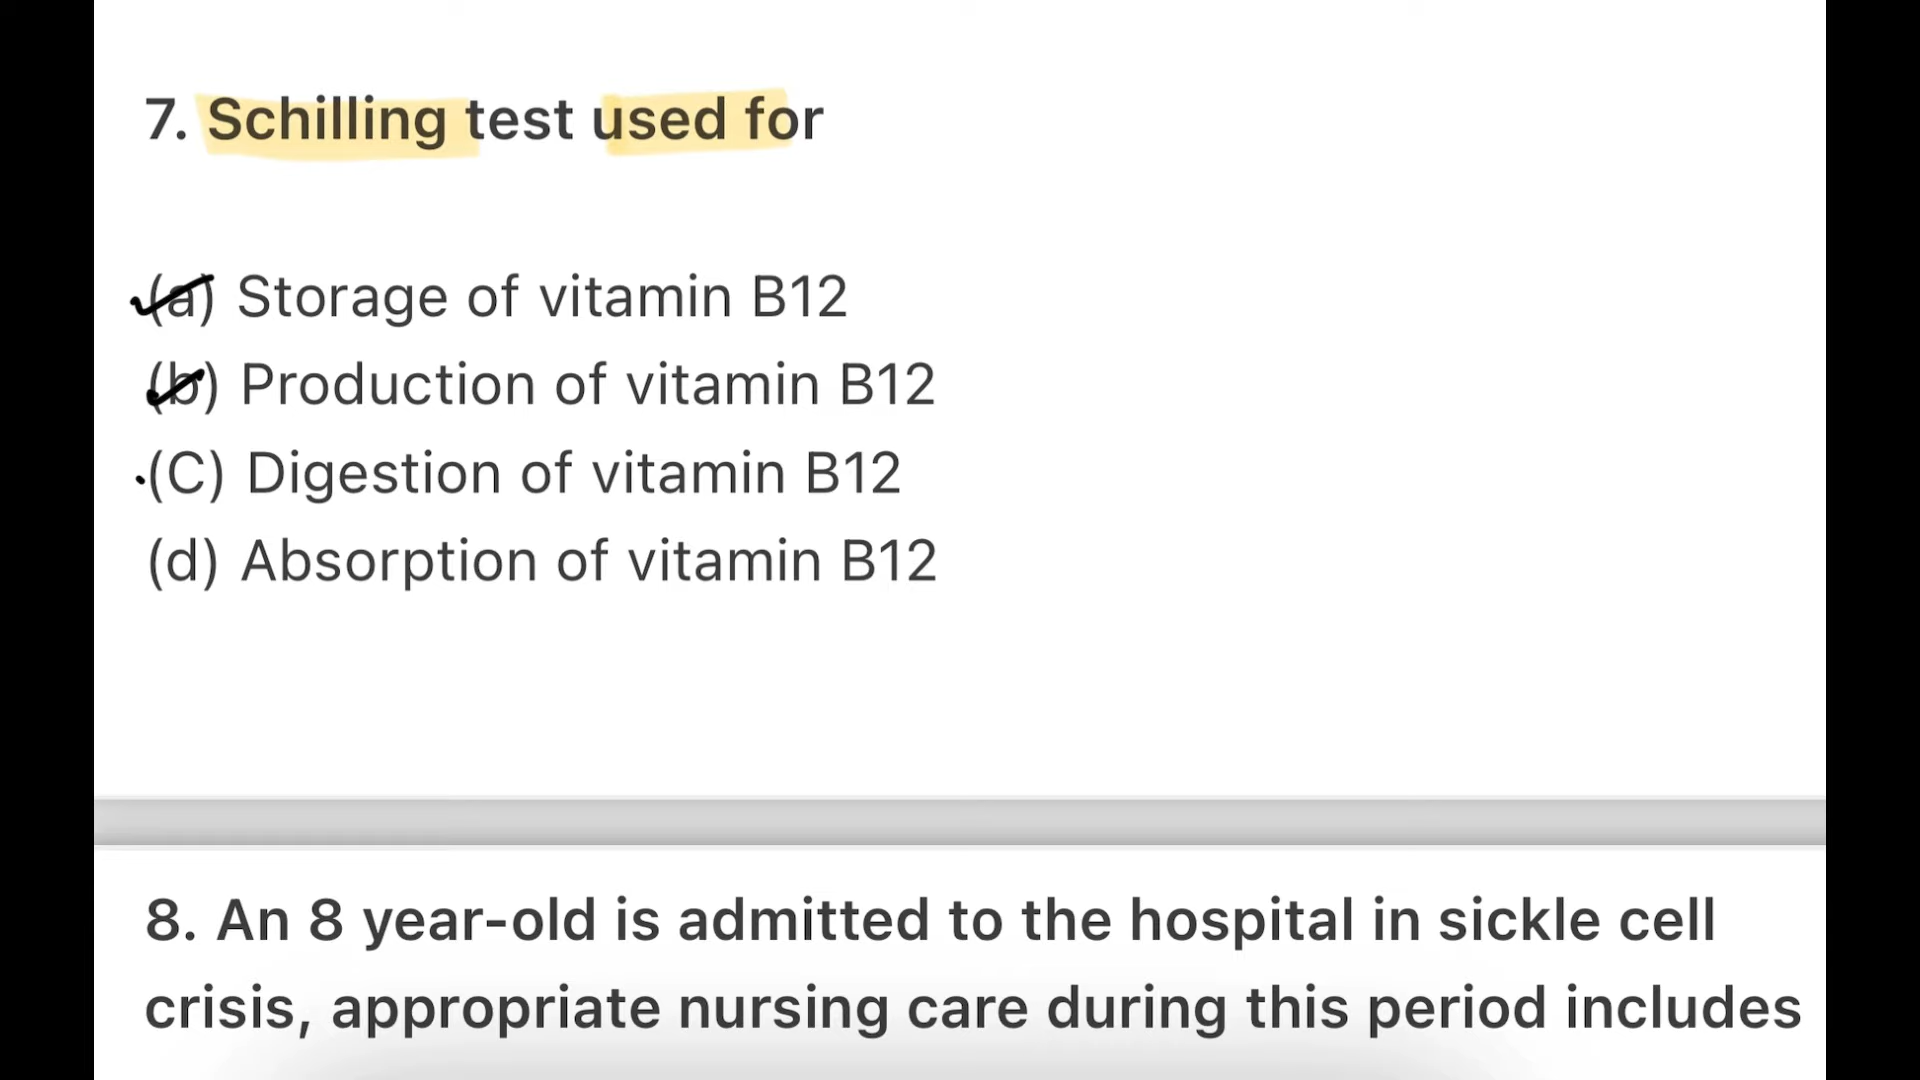 7. Schilling test used for
(a) Storage of vitamin B12
(b) Production of vitamin B12
(C) Digestion of vitamin B12
(d) Absorption of vitamin B12
8. An 8 year-old is admitted to the hospital in sickle cell
crisis, appropriate nursing care during this period includes